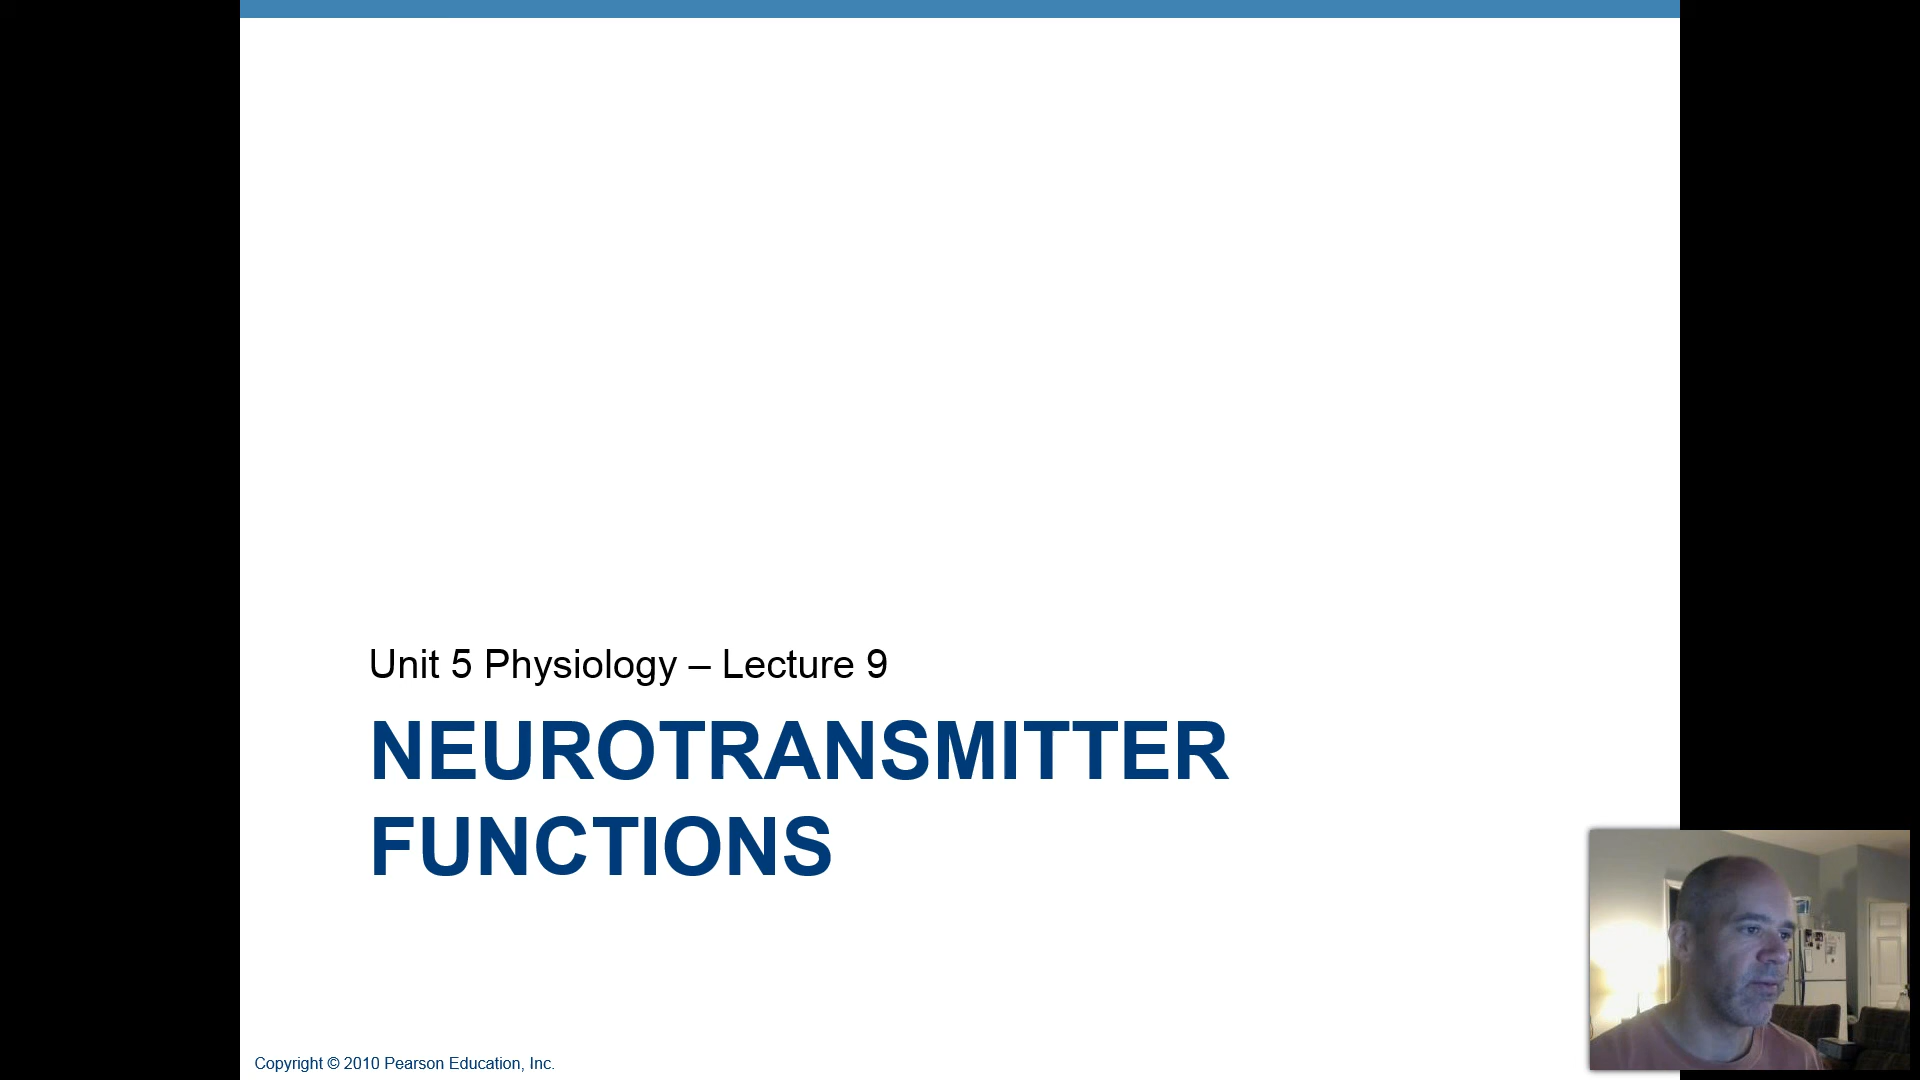 Unit 5 Physiology – Lecture 9
NEUROTRANSMITTER
FUNCTIONS
Copyright © 2010 Pearson Education, Inc.